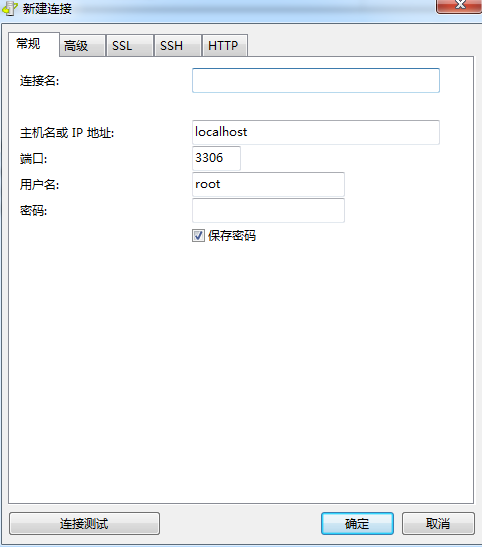 新建连接
常规 高级 SSL SSH HTTP
连接名:
主机名或 IP 地址: localhost
端口: 3306
用户名: root
密码:
保存密码
连接测试 确定 取消